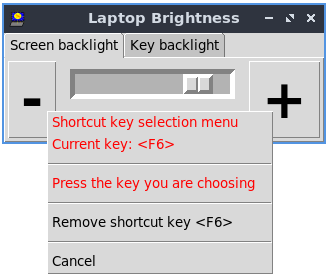 Laptop Brightness
Screen backlight Key backlight
- +
Shortcut key selection menu
Current key: <F6>
Press the key you are choosing
Remove shortcut key <F6>
Cancel